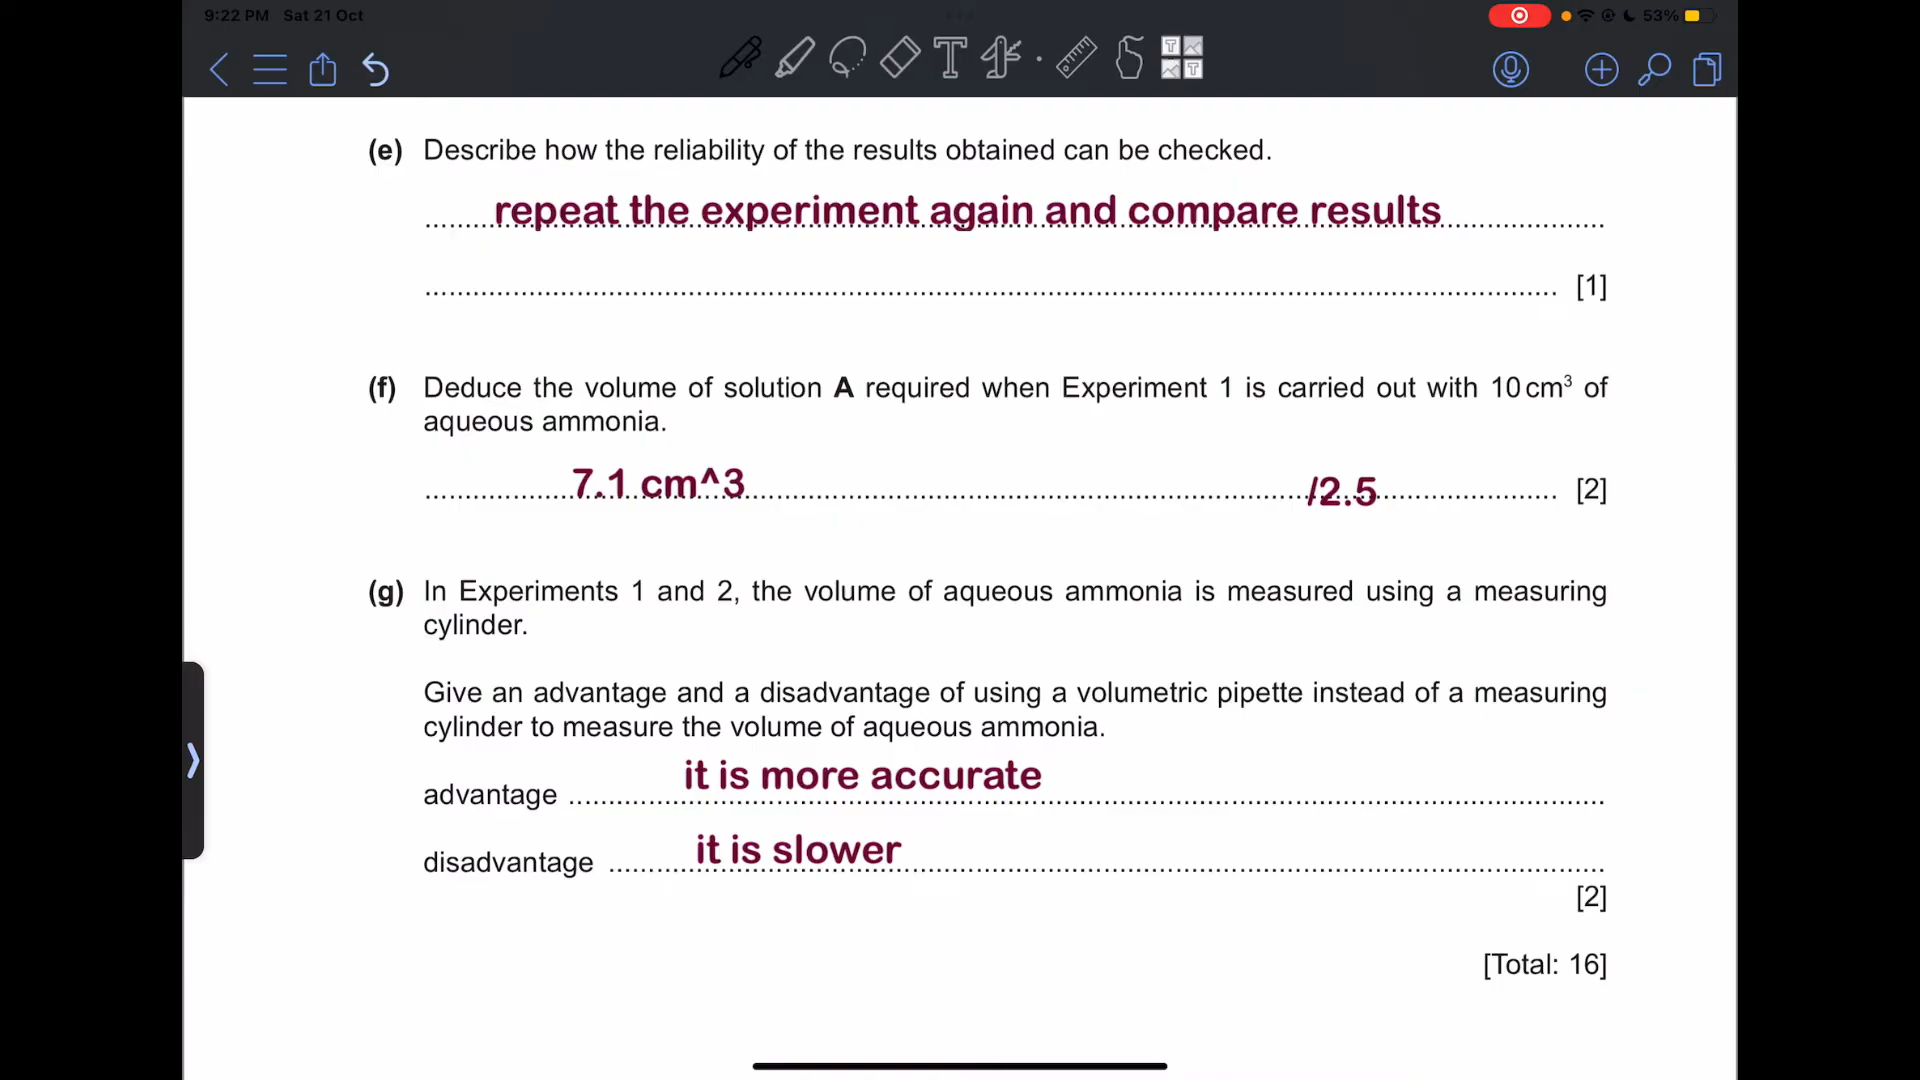 9:22 PM Sat 21 Oct
53%
(e) Describe how the reliability of the results obtained can be checked.
repeat the experiment again and compare results
[1]
(f) Deduce the volume of solution A required when Experiment 1 is carried out with 10 cm³ of
aqueous ammonia.
7.1 cm^3 /2.5 [2]
(g) In Experiments 1 and 2, the volume of aqueous ammonia is measured using a measuring
cylinder.
Give an advantage and a disadvantage of using a volumetric pipette instead of a measuring
cylinder to measure the volume of aqueous ammonia.
it is more accurate
advantage
it is slower
disadvantage
[2]
[Total: 16]